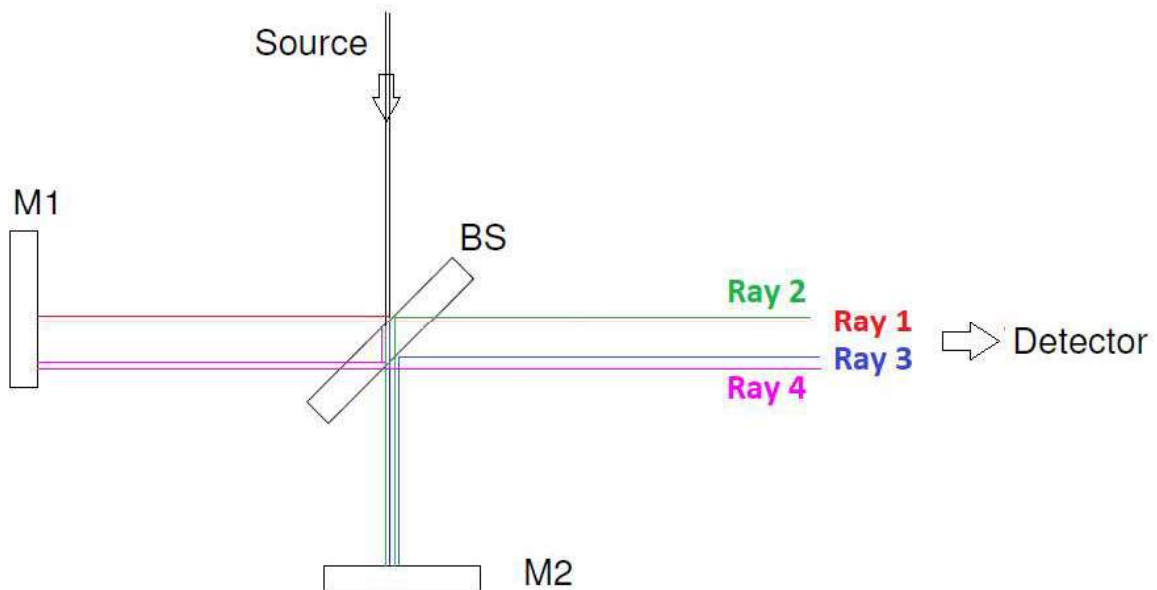 Source
M1
BS
Ray 2
Ray 1
Detector
Ray 3
Ray 4
M2